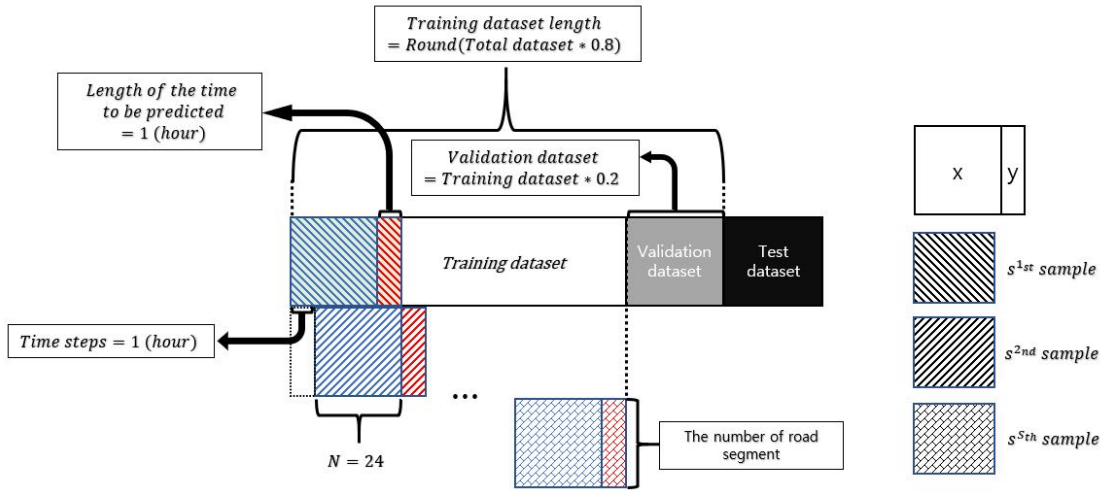 Training dataset length
= Round(Total dataset * 0.8)
Length of the time
to be predicted
= 1 (hour)
Validation dataset
= Training dataset * 0.2
x
y
Training dataset
Validation
dataset
Test
dataset
s^{1st} sample
Time steps = 1 (hour)
s^{2nd} sample
...
N = 24
The number of road
segment
s^{S_{th}} sample